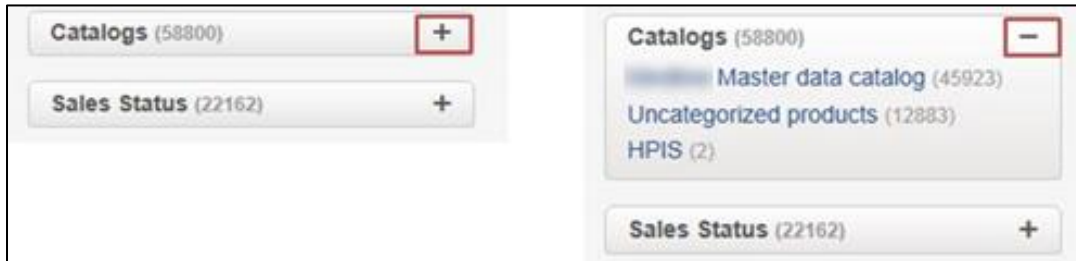 Catalogs (58800) +
Sales Status (22162) +
Catalogs (58800) −
Master data catalog (45923)
Uncategorized products (12883)
HPIS (2)
Sales Status (22162) +